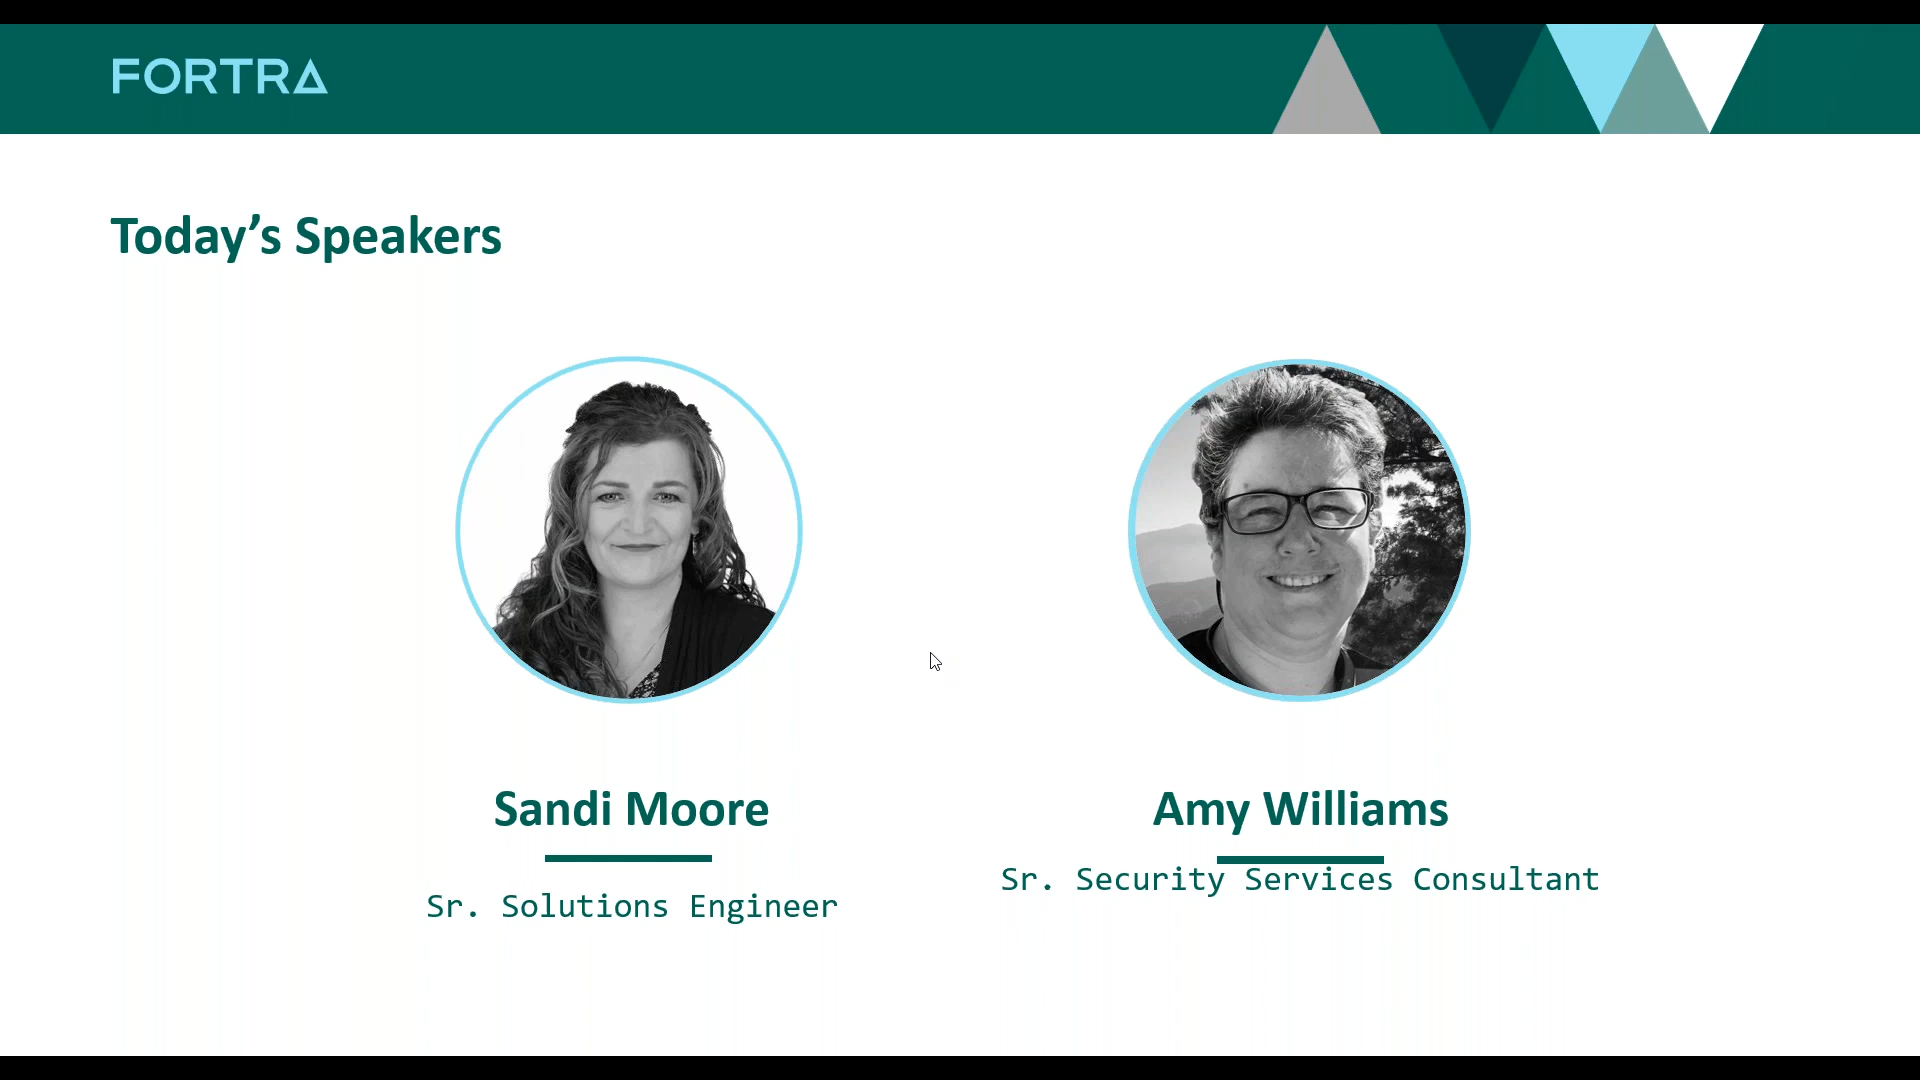 FORTRA
Today’s Speakers
Sandi Moore
Sr. Solutions Engineer
Amy Williams
Sr. Security Services Consultant